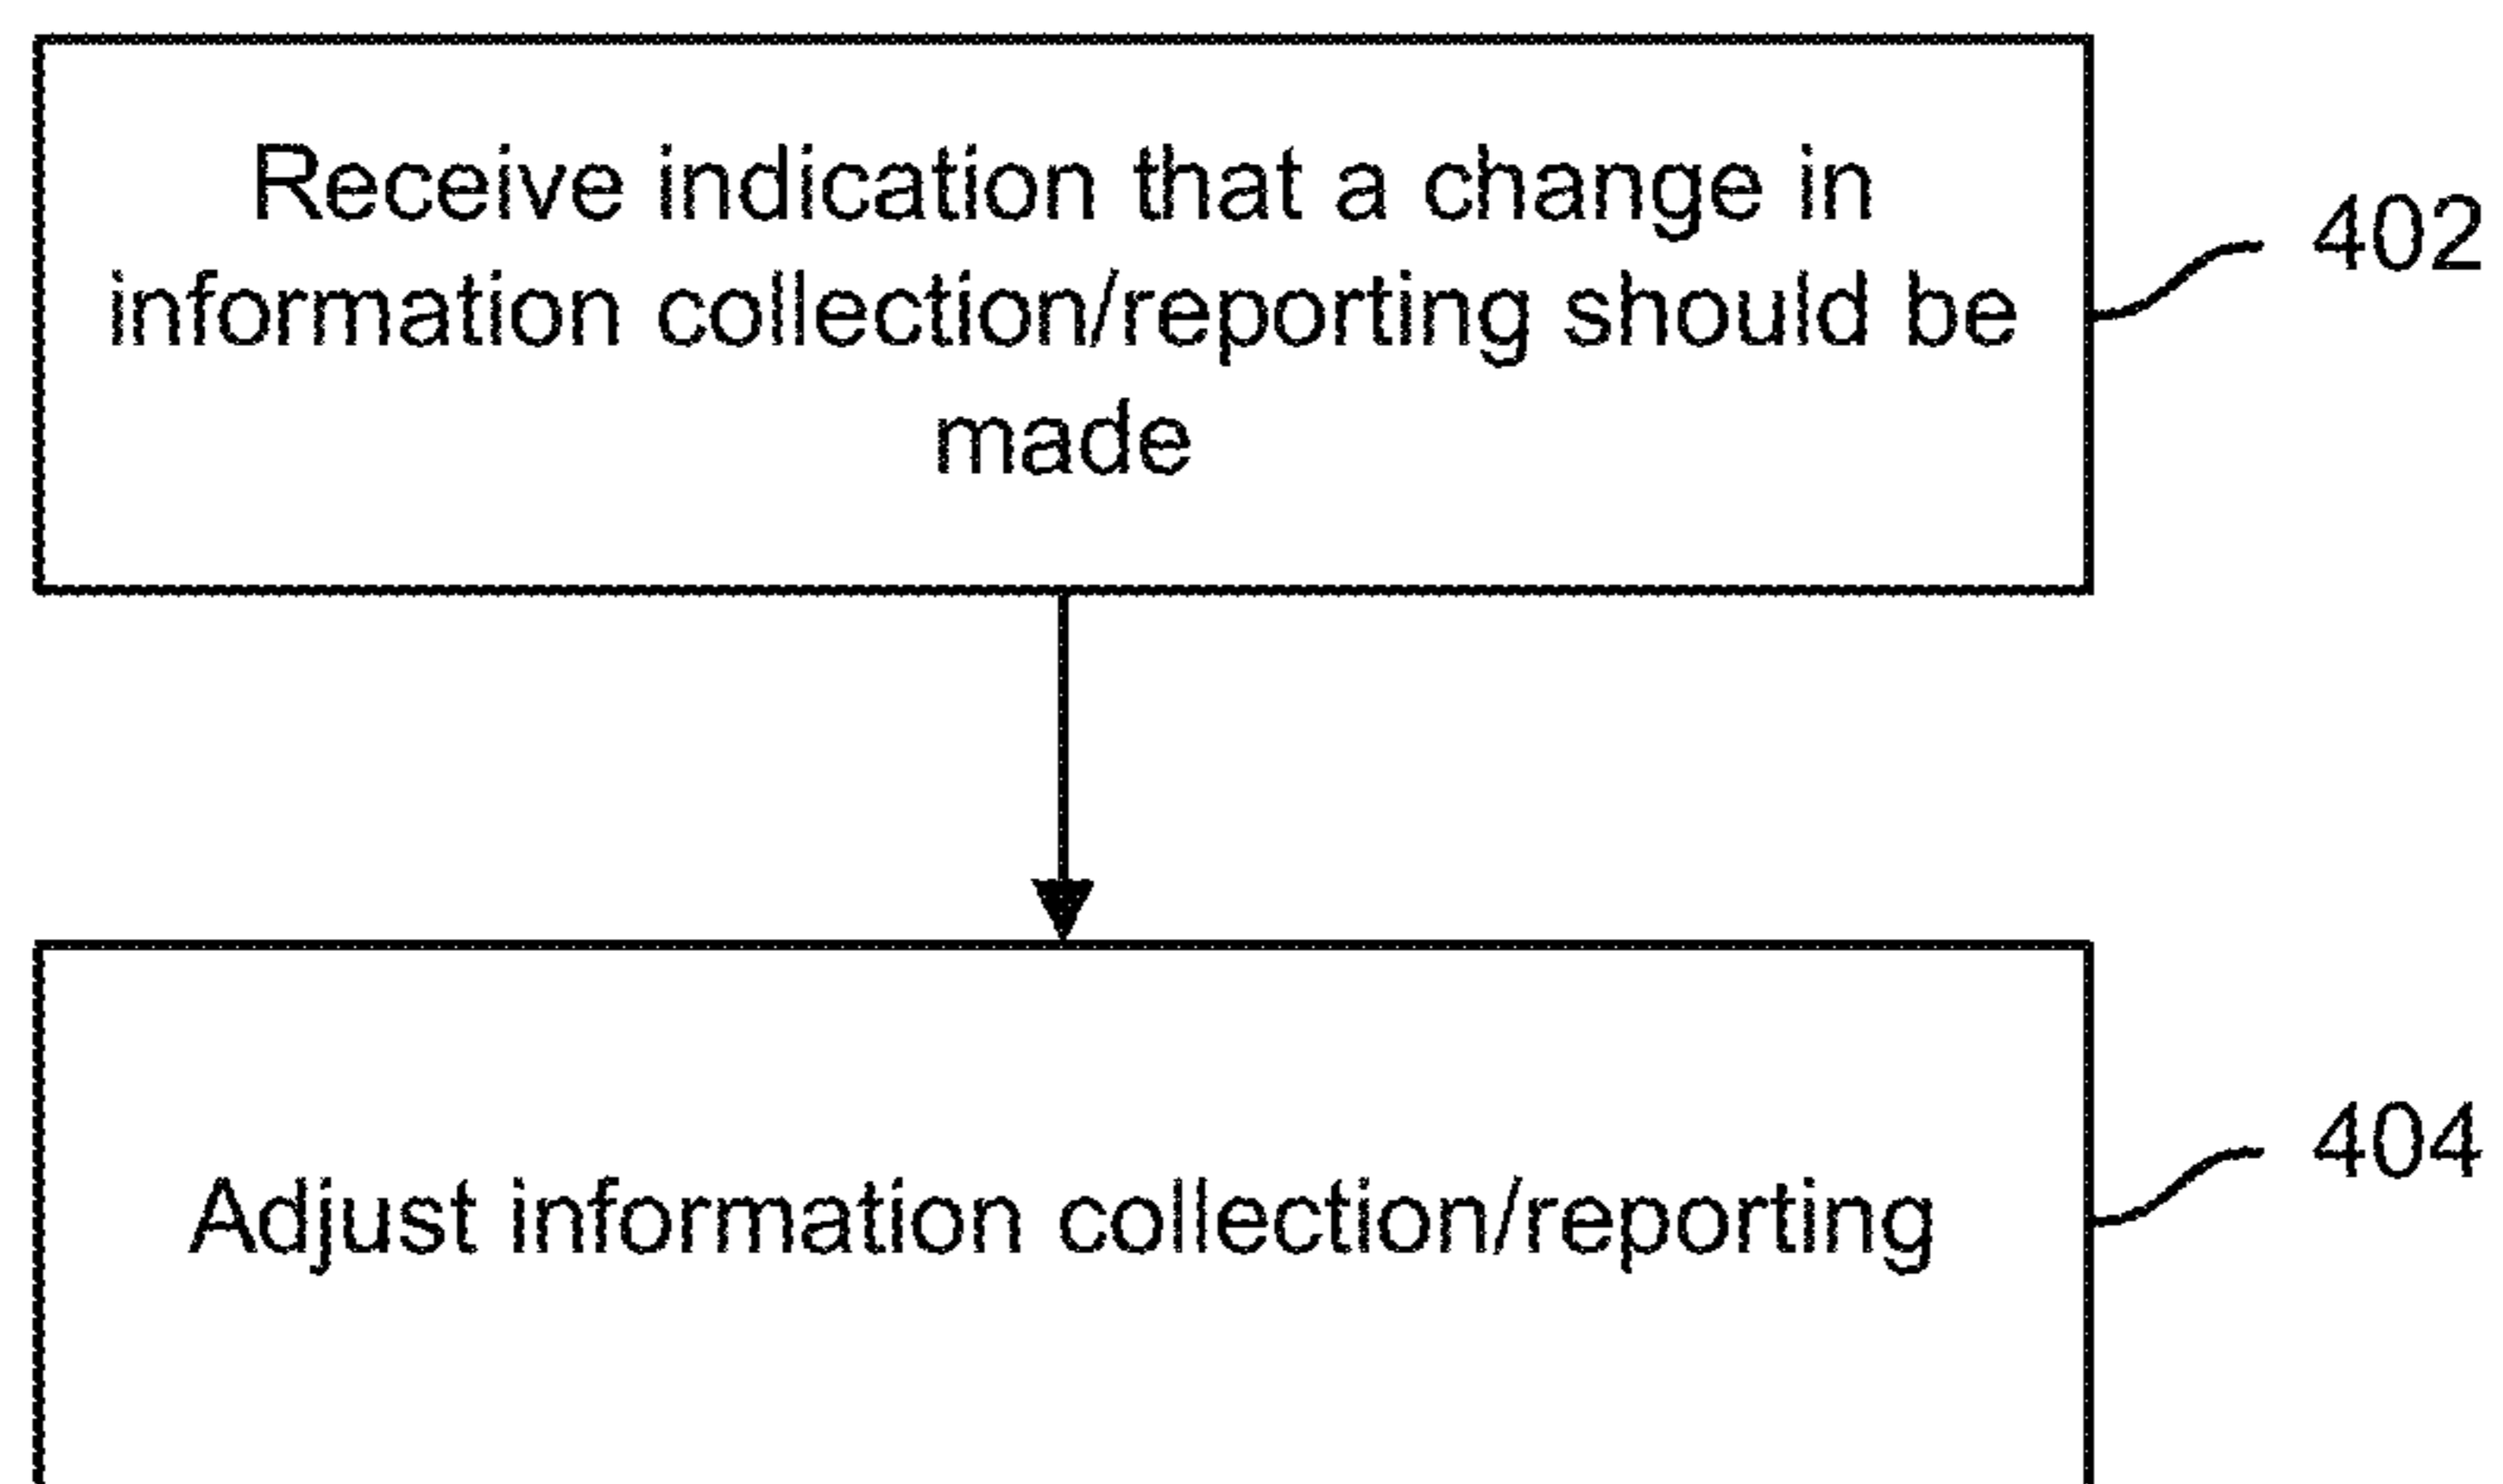 Receive indication that a change in
information collection/reporting should be
made
402
Adjust information collection/reporting
404